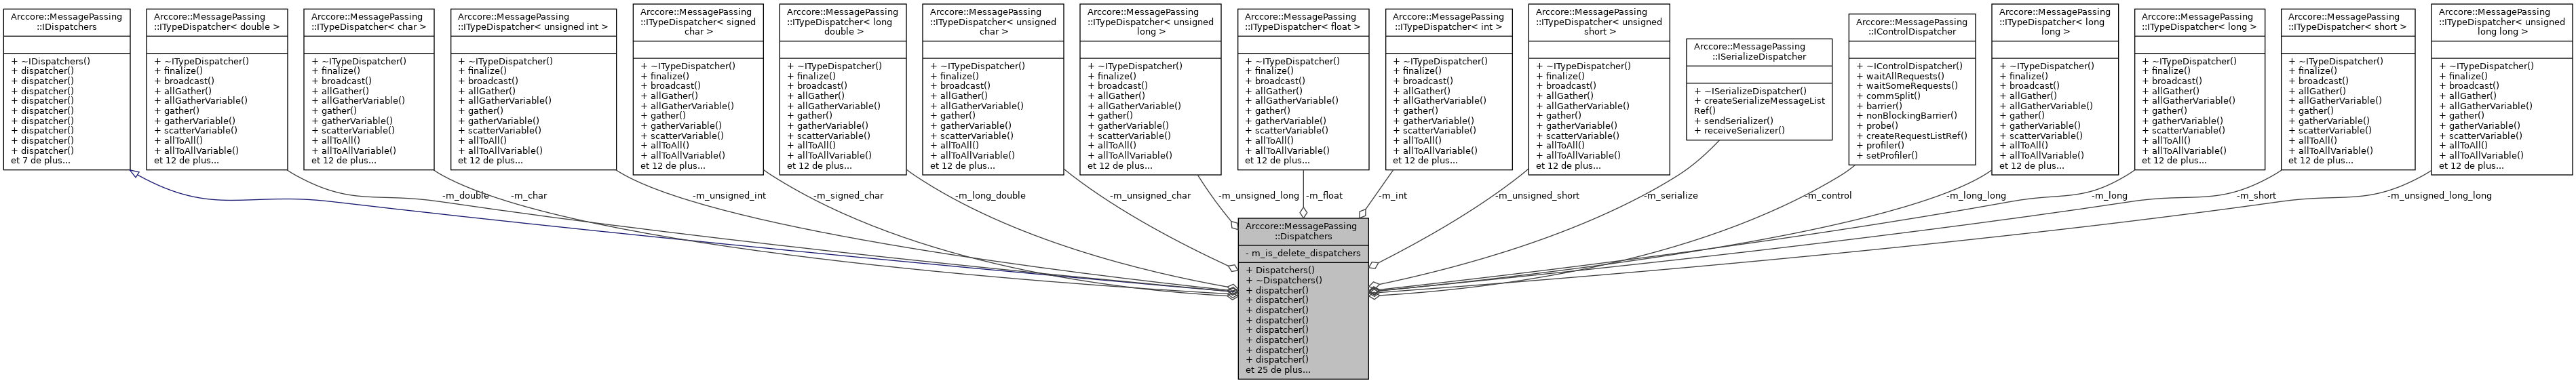 Arccore::MessagePassing
::IDispatchers
+ ~IDispatchers()
+ dispatcher()
+ dispatcher()
+ dispatcher()
+ dispatcher()
+ dispatcher()
+ dispatcher()
+ dispatcher()
+ dispatcher()
+ dispatcher()
et 7 de plus...
Arccore::MessagePassing
::ITypeDispatcher< double >
+ ~ITypeDispatcher()
+ finalize()
+ broadcast()
+ allGather()
+ allGatherVariable()
+ gather()
+ gatherVariable()
+ scatterVariable()
+ allToAll()
+ allToAllVariable()
et 12 de plus...
Arccore::MessagePassing
::ITypeDispatcher< char >
+ ~ITypeDispatcher()
+ finalize()
+ broadcast()
+ allGather()
+ allGatherVariable()
+ gather()
+ gatherVariable()
+ scatterVariable()
+ allToAll()
+ allToAllVariable()
et 12 de plus...
Arccore::MessagePassing
::ITypeDispatcher< unsigned int >
+ ~ITypeDispatcher()
+ finalize()
+ broadcast()
+ allGather()
+ allGatherVariable()
+ gather()
+ gatherVariable()
+ scatterVariable()
+ allToAll()
+ allToAllVariable()
et 12 de plus...
Arccore::MessagePassing
::ITypeDispatcher< signed
char >
+ ~ITypeDispatcher()
+ finalize()
+ broadcast()
+ allGather()
+ allGatherVariable()
+ gather()
+ gatherVariable()
+ scatterVariable()
+ allToAll()
+ allToAllVariable()
et 12 de plus...
Arccore::MessagePassing
::ITypeDispatcher< long
double >
+ ~ITypeDispatcher()
+ finalize()
+ broadcast()
+ allGather()
+ allGatherVariable()
+ gather()
+ gatherVariable()
+ scatterVariable()
+ allToAll()
+ allToAllVariable()
et 12 de plus...
Arccore::MessagePassing
::ITypeDispatcher< unsigned
char >
+ ~ITypeDispatcher()
+ finalize()
+ broadcast()
+ allGather()
+ allGatherVariable()
+ gather()
+ gatherVariable()
+ scatterVariable()
+ allToAll()
+ allToAllVariable()
et 12 de plus...
Arccore::MessagePassing
::ITypeDispatcher< unsigned
long >
+ ~ITypeDispatcher()
+ finalize()
+ broadcast()
+ allGather()
+ allGatherVariable()
+ gather()
+ gatherVariable()
+ scatterVariable()
+ allToAll()
+ allToAllVariable()
et 12 de plus...
Arccore::MessagePassing
::ITypeDispatcher< float >
+ ~ITypeDispatcher()
+ finalize()
+ broadcast()
+ allGather()
+ allGatherVariable()
+ gather()
+ gatherVariable()
+ scatterVariable()
+ allToAll()
+ allToAllVariable()
et 12 de plus...
Arccore::MessagePassing
::ITypeDispatcher< int >
+ ~ITypeDispatcher()
+ finalize()
+ broadcast()
+ allGather()
+ allGatherVariable()
+ gather()
+ gatherVariable()
+ scatterVariable()
+ allToAll()
+ allToAllVariable()
et 12 de plus...
Arccore::MessagePassing
::ITypeDispatcher< unsigned
short >
+ ~ITypeDispatcher()
+ finalize()
+ broadcast()
+ allGather()
+ allGatherVariable()
+ gather()
+ gatherVariable()
+ scatterVariable()
+ allToAll()
+ allToAllVariable()
et 12 de plus...
Arccore::MessagePassing
::ISerializeDispatcher
+ ~ISerializeDispatcher()
+ createSerializeMessageList
Ref()
+ sendSerializer()
+ receiveSerializer()
Arccore::MessagePassing
::IControlDispatcher
+ ~IControlDispatcher()
+ waitAllRequests()
+ waitSomeRequests()
+ commSplit()
+ barrier()
+ nonBlockingBarrier()
+ probe()
+ createRequestListRef()
+ profiler()
+ setProfiler()
Arccore::MessagePassing
::ITypeDispatcher< long
long >
+ ~ITypeDispatcher()
+ finalize()
+ broadcast()
+ allGather()
+ allGatherVariable()
+ gather()
+ gatherVariable()
+ scatterVariable()
+ allToAll()
+ allToAllVariable()
et 12 de plus...
Arccore::MessagePassing
::ITypeDispatcher< long >
+ ~ITypeDispatcher()
+ finalize()
+ broadcast()
+ allGather()
+ allGatherVariable()
+ gather()
+ gatherVariable()
+ scatterVariable()
+ allToAll()
+ allToAllVariable()
et 12 de plus...
Arccore::MessagePassing
::ITypeDispatcher< short >
+ ~ITypeDispatcher()
+ finalize()
+ broadcast()
+ allGather()
+ allGatherVariable()
+ gather()
+ gatherVariable()
+ scatterVariable()
+ allToAll()
+ allToAllVariable()
et 12 de plus...
Arccore::MessagePassing
::ITypeDispatcher< unsigned
long long >
+ ~ITypeDispatcher()
+ finalize()
+ broadcast()
+ allGather()
+ allGatherVariable()
+ gather()
+ gatherVariable()
+ scatterVariable()
+ allToAll()
+ allToAllVariable()
et 12 de plus...
-m_double
-m_char
-m_unsigned_int
-m_signed_char
-m_long_double
-m_unsigned_char
-m_unsigned_long
-m_float
-m_int
-m_unsigned_short
-m_serialize
-m_control
-m_long_long
-m_long
-m_short
-m_unsigned_long_long
Arccore::MessagePassing
::Dispatchers
- m_is_delete_dispatchers
+ Dispatchers()
+ ~Dispatchers()
+ dispatcher()
+ dispatcher()
+ dispatcher()
+ dispatcher()
+ dispatcher()
+ dispatcher()
+ dispatcher()
+ dispatcher()
et 25 de plus...